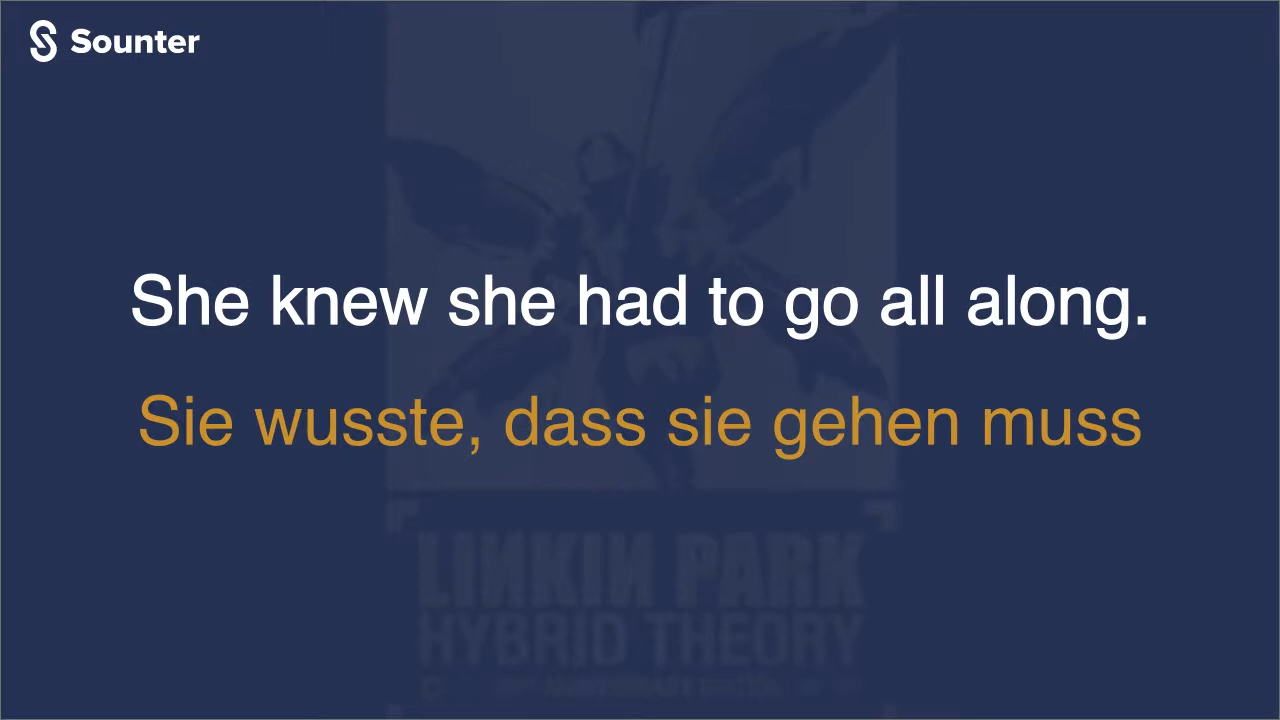 Sounter
She knew she had to go all along.
Sie wusste, dass sie gehen muss
LINKIN PARK
HYBRID THEORY